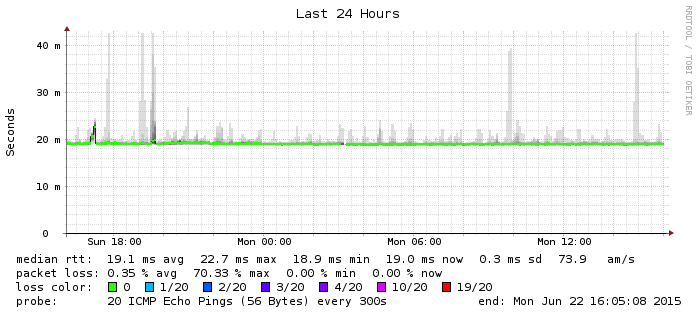 Last 24 Hours
RRDTOOL / TOBI OETIKER
Seconds
40 m
30 m
20 m
10 m
0
Sun 18:00 Mon 00:00 Mon 06:00 Mon 12:00
median rtt: 19.1 ms avg 22.7 ms max 18.9 ms min 19.0 ms now 0.3 ms sd 73.9 am/s
packet loss: 0.35 % avg 70.33 % max 0.00 % min 0.00 % now
loss color: 0 1/20 2/20 3/20 4/20 10/20 19/20
probe: 20 ICMP Echo Pings (56 Bytes) every 300s end: Mon Jun 22 16:05:08 2015